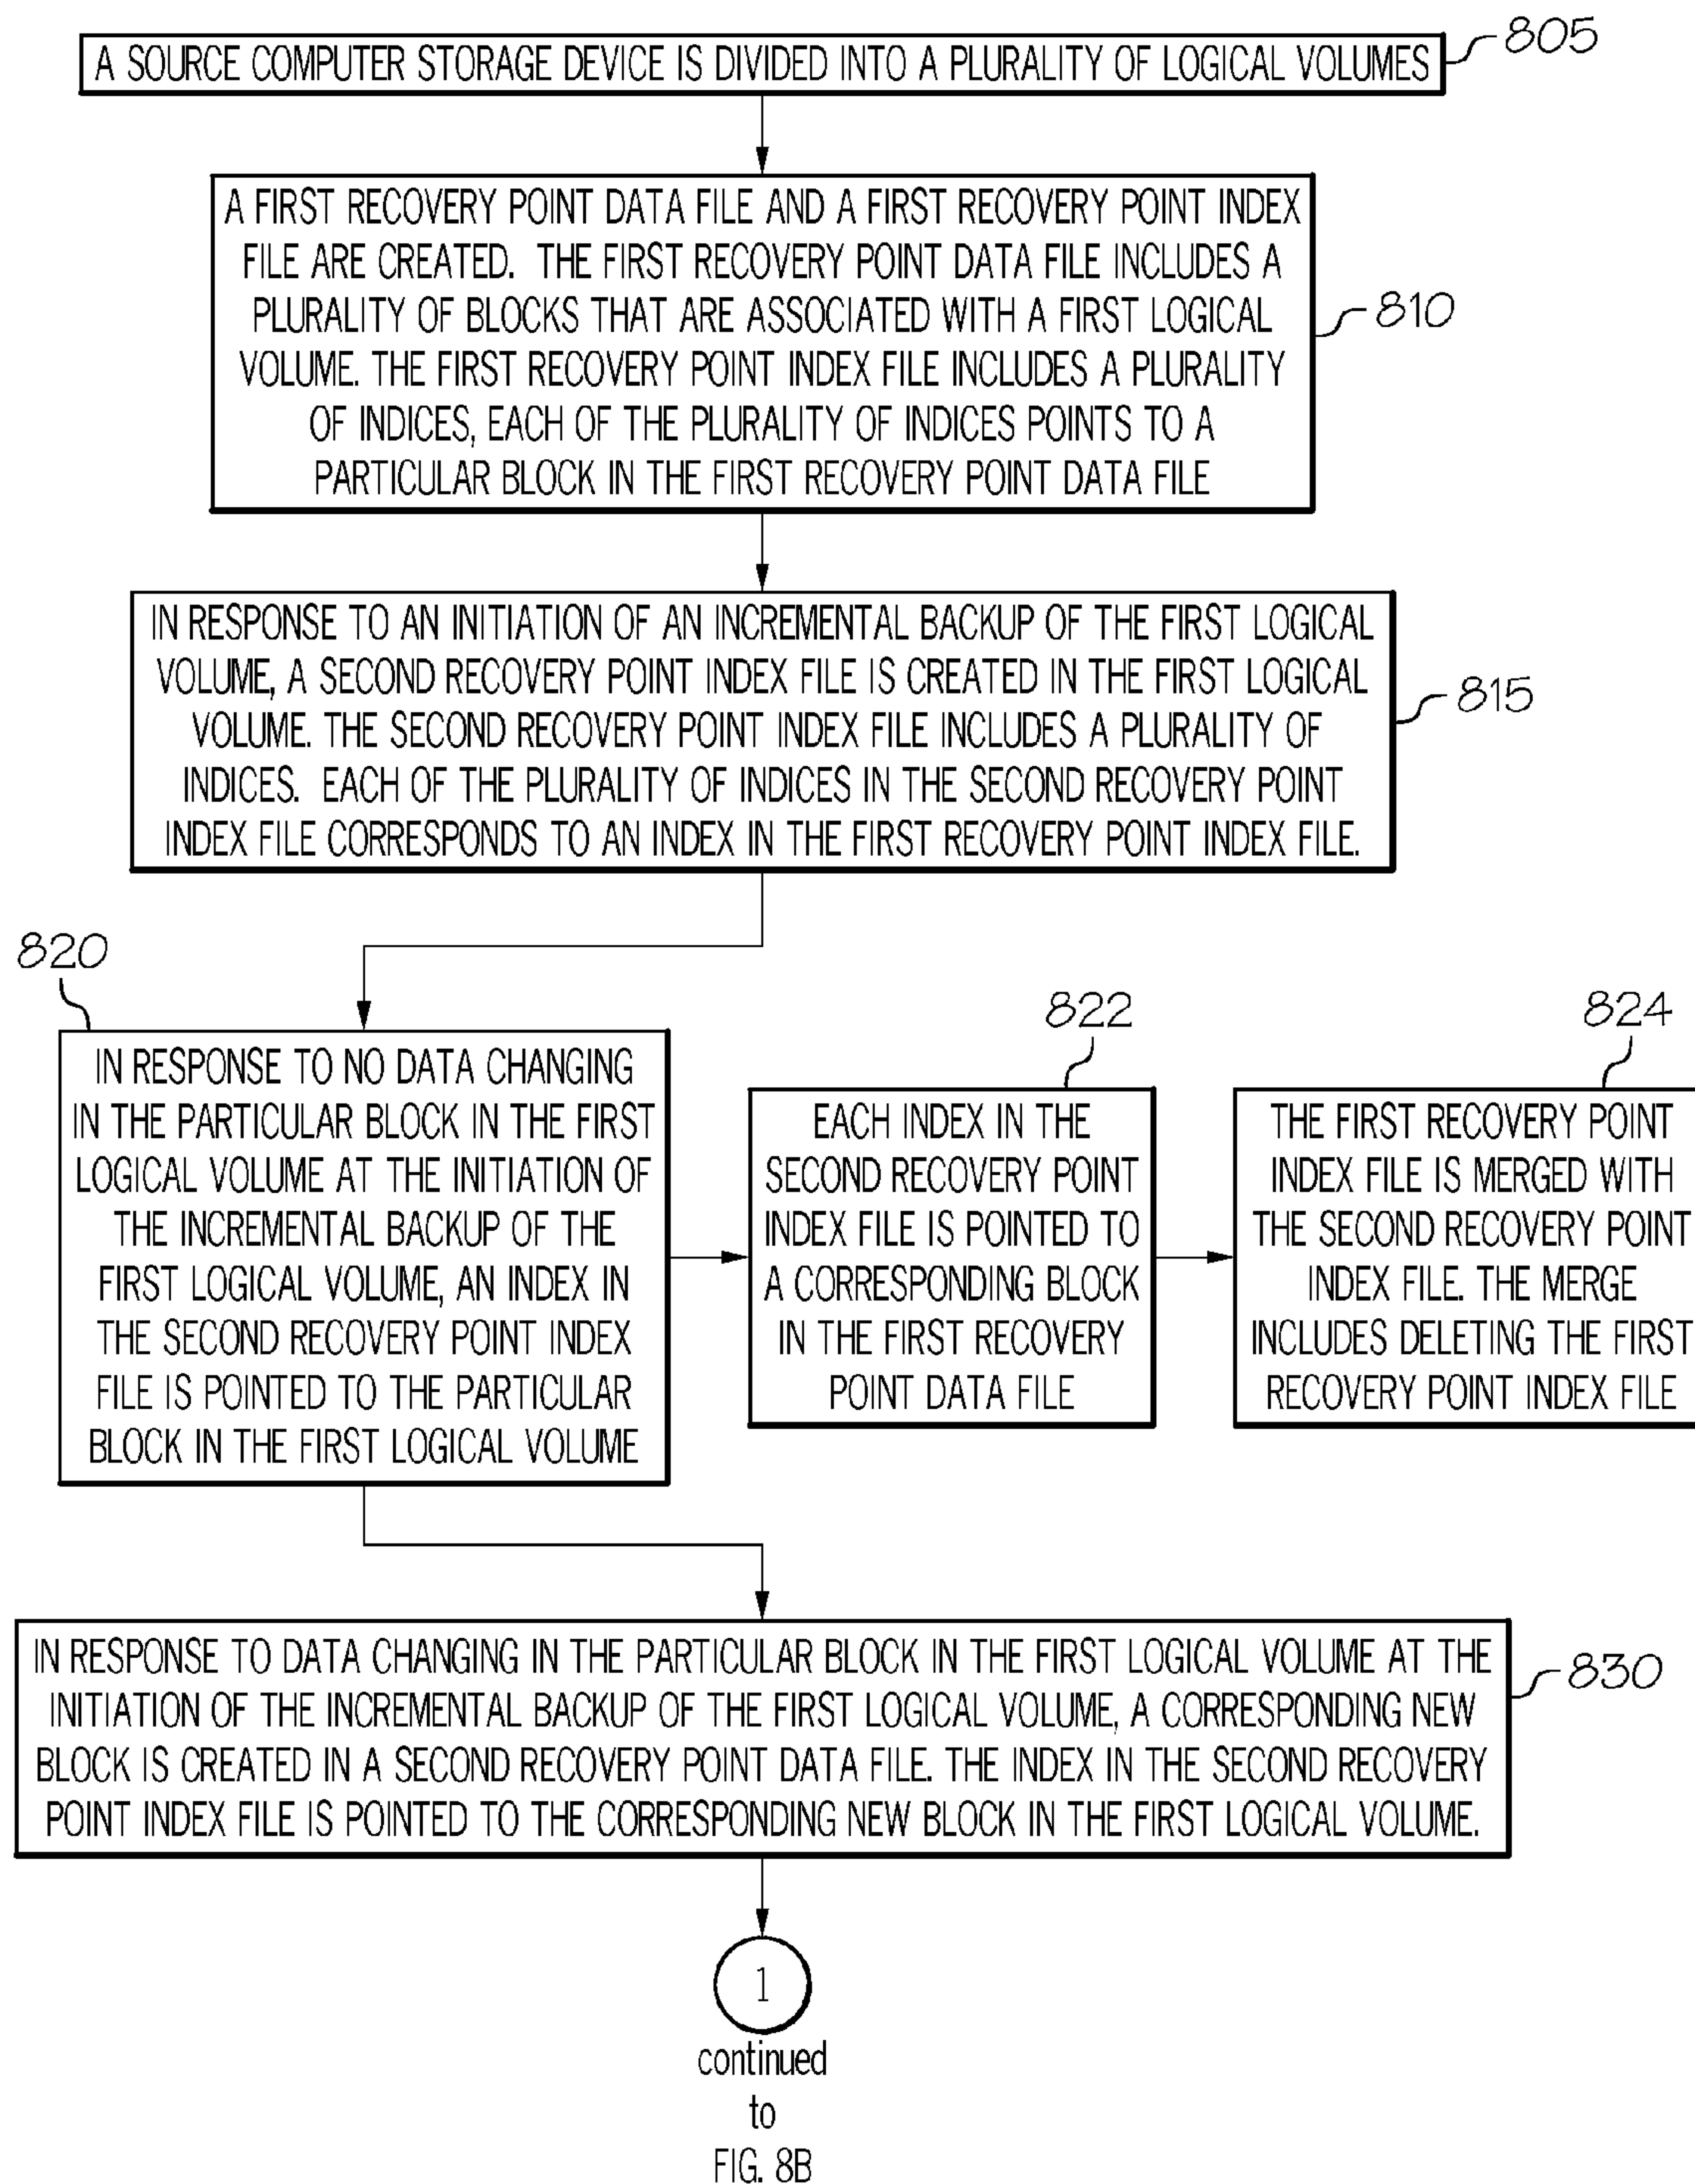 A SOURCE COMPUTER STORAGE DEVICE IS DIVIDED INTO A PLURALITY OF LOGICAL VOLUMES
805
A FIRST RECOVERY POINT DATA FILE AND A FIRST RECOVERY POINT INDEX
FILE ARE CREATED. THE FIRST RECOVERY POINT DATA FILE INCLUDES A
PLURALITY OF BLOCKS THAT ARE ASSOCIATED WITH A FIRST LOGICAL
VOLUME. THE FIRST RECOVERY POINT INDEX FILE INCLUDES A PLURALITY
OF INDICES, EACH OF THE PLURALITY OF INDICES POINTS TO A
PARTICULAR BLOCK IN THE FIRST RECOVERY POINT DATA FILE
810
IN RESPONSE TO AN INITIATION OF AN INCREMENTAL BACKUP OF THE FIRST LOGICAL
VOLUME, A SECOND RECOVERY POINT INDEX FILE IS CREATED IN THE FIRST LOGICAL
VOLUME. THE SECOND RECOVERY POINT INDEX FILE INCLUDES A PLURALITY OF
INDICES. EACH OF THE PLURALITY OF INDICES IN THE SECOND RECOVERY POINT
INDEX FILE CORRESPONDS TO AN INDEX IN THE FIRST RECOVERY POINT INDEX FILE.
815
820
IN RESPONSE TO NO DATA CHANGING
IN THE PARTICULAR BLOCK IN THE FIRST
LOGICAL VOLUME AT THE INITIATION OF
THE INCREMENTAL BACKUP OF THE
FIRST LOGICAL VOLUME, AN INDEX IN
THE SECOND RECOVERY POINT INDEX
FILE IS POINTED TO THE PARTICULAR
BLOCK IN THE FIRST LOGICAL VOLUME
822
EACH INDEX IN THE
SECOND RECOVERY POINT
INDEX FILE IS POINTED TO
A CORRESPONDING BLOCK
IN THE FIRST RECOVERY
POINT DATA FILE
824
THE FIRST RECOVERY POINT
INDEX FILE IS MERGED WITH
THE SECOND RECOVERY POINT
INDEX FILE. THE MERGE
INCLUDES DELETING THE FIRST
RECOVERY POINT INDEX FILE
IN RESPONSE TO DATA CHANGING IN THE PARTICULAR BLOCK IN THE FIRST LOGICAL VOLUME AT THE
INITIATION OF THE INCREMENTAL BACKUP OF THE FIRST LOGICAL VOLUME, A CORRESPONDING NEW
BLOCK IS CREATED IN A SECOND RECOVERY POINT DATA FILE. THE INDEX IN THE SECOND RECOVERY
POINT INDEX FILE IS POINTED TO THE CORRESPONDING NEW BLOCK IN THE FIRST LOGICAL VOLUME.
830
1
continued
to
FIG. 8B